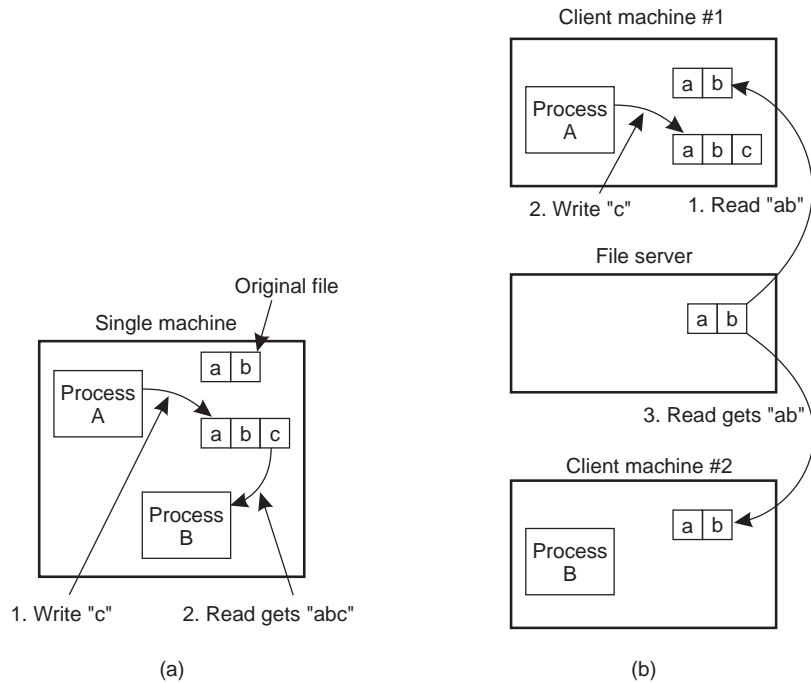 Client machine #1
a b
Process
A
a b c
2. Write "c"
1. Read "ab"
File server
a b
3. Read gets "ab"
Client machine #2
a b
Process
B
(b)
Original file
Single machine
a b
Process
A
a b c
Process
B
1. Write "c"
2. Read gets "abc"
(a)